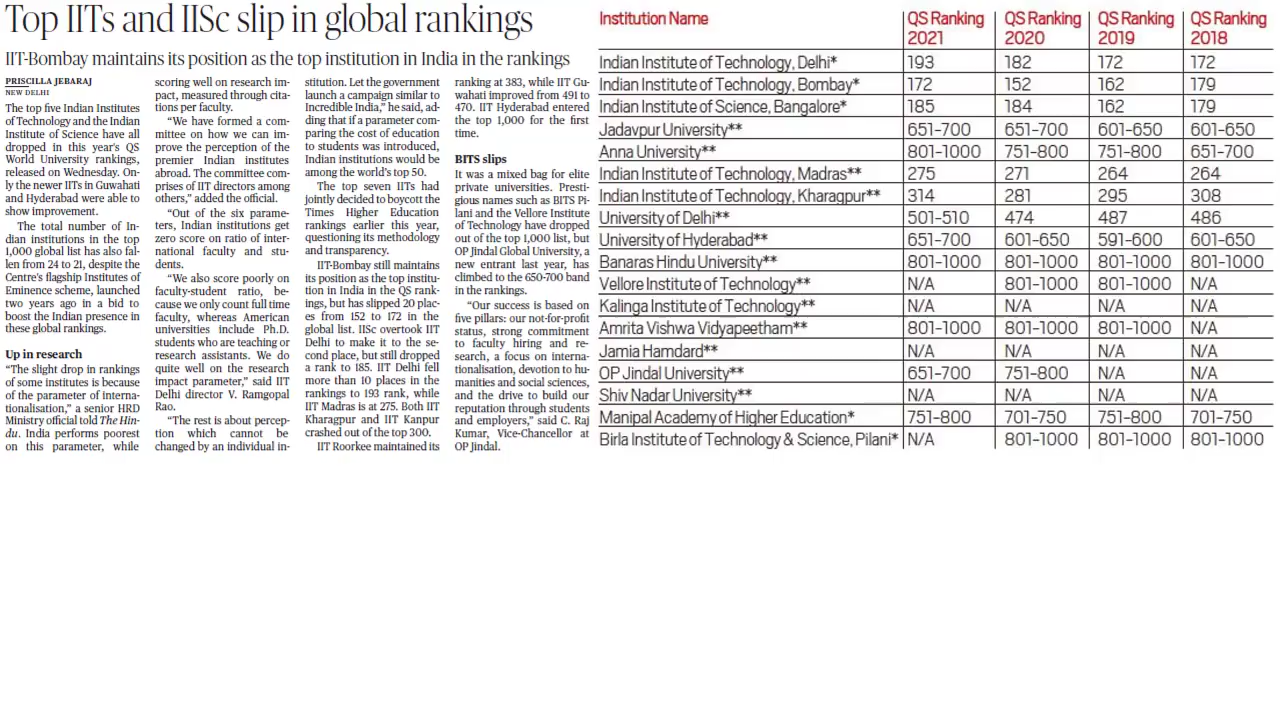 Top IITs and IISc slip in global rankings
IIT-Bombay maintains its position as the top institution in India in the rankings
PRISCILLA JEBARAJ
NEW DELHI
The top five Indian Institutes
of Technology and the Indian
Institute of Science have all
dropped in this year's QS
World University rankings,
released on Wednesday. On-
ly the newer IITs in Guwahati
and Hyderabad were able to
show improvement.
The total number of In-
dian institutions in the top
1,000 global list has also fal-
len from 24 to 21, despite the
Centre's flagship Institutes of
Eminence scheme, launched
two years ago in a bid to
boost the Indian presence in
these global rankings.
Up in research
"The slight drop in rankings
of some institutes is because
of the parameter of interna-
tionalisation," a senior HRD
Ministry official told The Hin-
du. India performs poorest
on this parameter, while
scoring well on research im-
pact, measured through cita-
tions per faculty.
"We have formed a com-
mittee on how we can im-
prove the perception of the
premier Indian institutes
abroad. The committee com-
prises of IIT directors among
others," added the official.
"Out of the six parame-
ters, Indian institutions get
zero score on ratio of inter-
national faculty and stu-
dents.
"We also score poorly on
faculty-student ratio, be-
cause we only count full time
faculty, whereas American
universities include Ph.D.
students who are teaching or
research assistants. We do
quite well on the research
impact parameter," said IIT
Delhi director V. Ramgopal
Rao.
"The rest is about percep-
tion which cannot be
changed by an individual in-
stitution. Let the government
launch a campaign similar to
Incredible India," he said, ad-
ding that if a parameter com-
paring the cost of education
to students was introduced,
Indian institutions would be
among the world's top 50.
The top seven IITs had
jointly decided to boycott the
Times Higher Education
rankings earlier this year,
questioning its methodology
and transparency.
IIT-Bombay still maintains
its position as the top institu-
tion in India in the QS rank-
ings, but has slipped 20 plac-
es from 152 to 172 in the
global list. IISc overtook IIT
Delhi to make it to the se-
cond place, but still dropped
a rank to 185. IIT Delhi fell
more than 10 places in the
rankings to 193 rank, while
IIT Madras is at 275. Both IIT
Kharagpur and IIT Kanpur
crashed out of the top 300.
IIT Roorkee maintained its
ranking at 383, while IIT Gu-
wahati improved from 491 to
470. IIT Hyderabad entered
the top 1,000 for the first
time.
BITS slips
It was a mixed bag for elite
private universities. Presti-
gious names such as BITS Pi-
lani and the Vellore Institute
of Technology have dropped
out of the top 1,000 list, but
OP Jindal Global University, a
new entrant last year, has
climbed to the 650-700 band
in the rankings.
"Our success is based on
five pillars: our not-for-profit
status, strong commitment
to faculty hiring and re-
search, a focus on interna-
tionalisation, devotion to hu-
manities and social sciences,
and the drive to build our
reputation through students
and employers," said C. Raj
Kumar, Vice-Chancellor at
OP Jindal.
Institution Name QS Ranking 2021 QS Ranking 2020 QS Ranking 2019 QS Ranking 2018
Indian Institute of Technology, Delhi* 193 182 172 172
Indian Institute of Technology, Bombay* 172 152 162 179
Indian Institute of Science, Bangalore* 185 184 162 179
Jadavpur University** 651-700 651-700 601-650 601-650
Anna University** 801-1000 751-800 751-800 651-700
Indian Institute of Technology, Madras** 275 271 264 264
Indian Institute of Technology, Kharagpur** 314 281 295 308
University of Delhi** 501-510 474 487 486
University of Hyderabad** 651-700 601-650 591-600 601-650
Banaras Hindu University** 801-1000 801-1000 801-1000 801-1000
Vellore Institute of Technology** N/A 801-1000 801-1000 N/A
Kalinga Institute of Technology** N/A N/A N/A N/A
Amrita Vishwa Vidyapeetham** 801-1000 801-1000 801-1000 N/A
Jamia Hamdard** N/A N/A N/A N/A
OP Jindal University** 651-700 751-800 N/A N/A
Shiv Nadar University** N/A N/A N/A N/A
Manipal Academy of Higher Education* 751-800 701-750 751-800 701-750
Birla Institute of Technology & Science, Pilani* N/A 801-1000 801-1000 801-1000